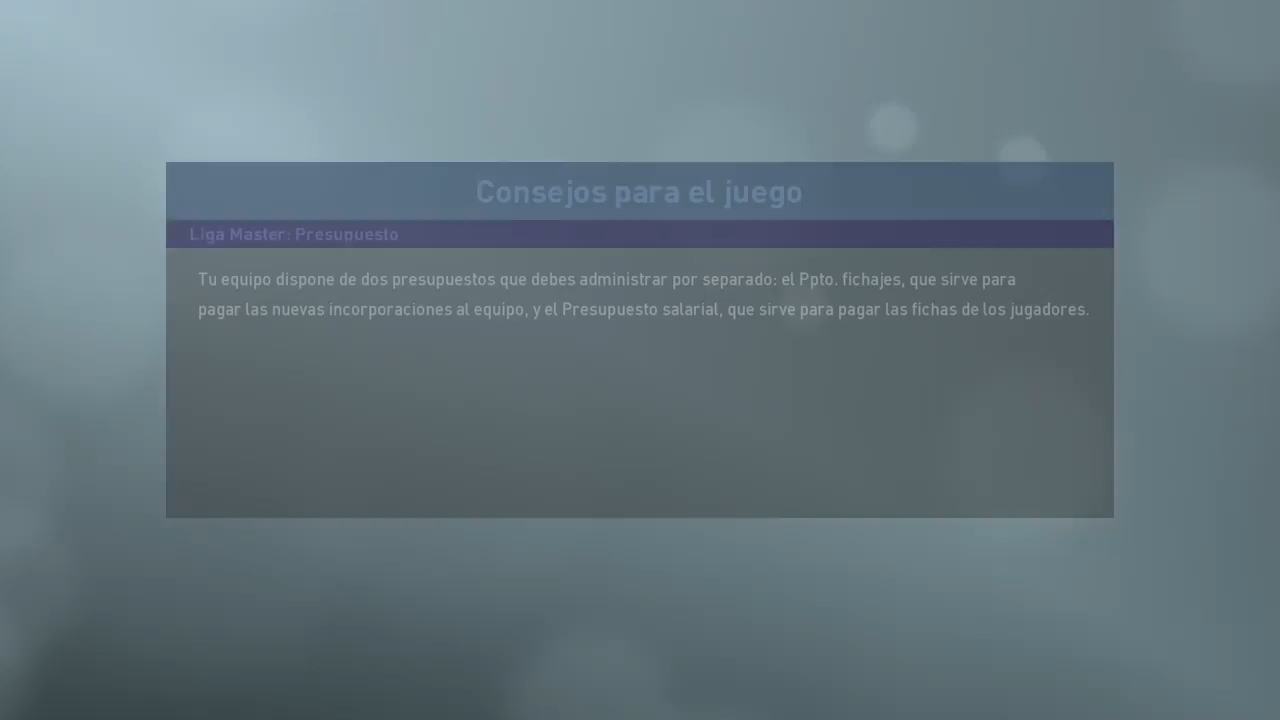 Consejos para el juego
Liga Master: Presupuesto
Tu equipo dispone de dos presupuestos que debes administrar por separado: el Ppto. fichajes, que sirve para
pagar las nuevas incorporaciones al equipo, y el Presupuesto salarial, que sirve para pagar las fichas de los jugadores.